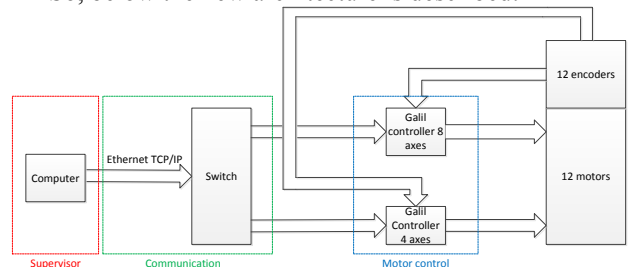 12 encoders
Galil
controller 8
axes
Ethernet TCP/IP
Computer
Switch
12 motors
Galil
Controller
4 axes
Supervisor
Communication
Motor control